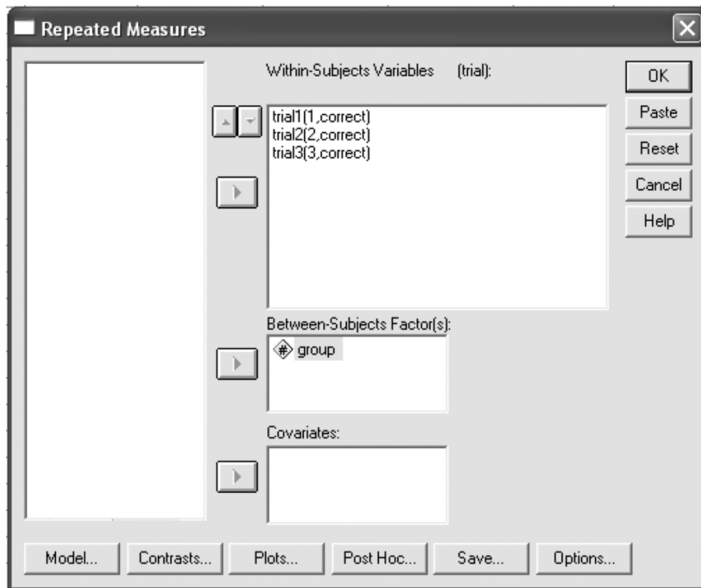 Repeated Measures
Within-Subjects Variables (trial):
trial1(1,correct)
trial2(2,correct)
trial3(3,correct)
OK
Paste
Reset
Cancel
Help
Between-Subjects Factor(s):
# group
Covariates:
Model... Contrasts... Plots... Post Hoc... Save... Options...